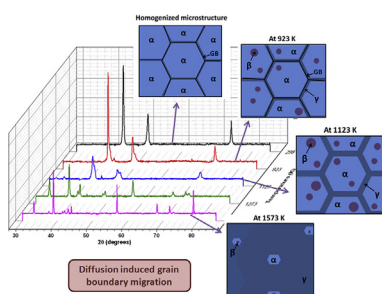 Homogenized microstructure
α
α
α
α
α
α
α
GB
At 923 K
α
α
β
α
GB
α
γ
At 1123 K
β
α
α
α
α
γ
At 1573 K
β
α
γ
30
40
50
60
70
80
2θ (degrees)
Diffusion induced grain
boundary migration